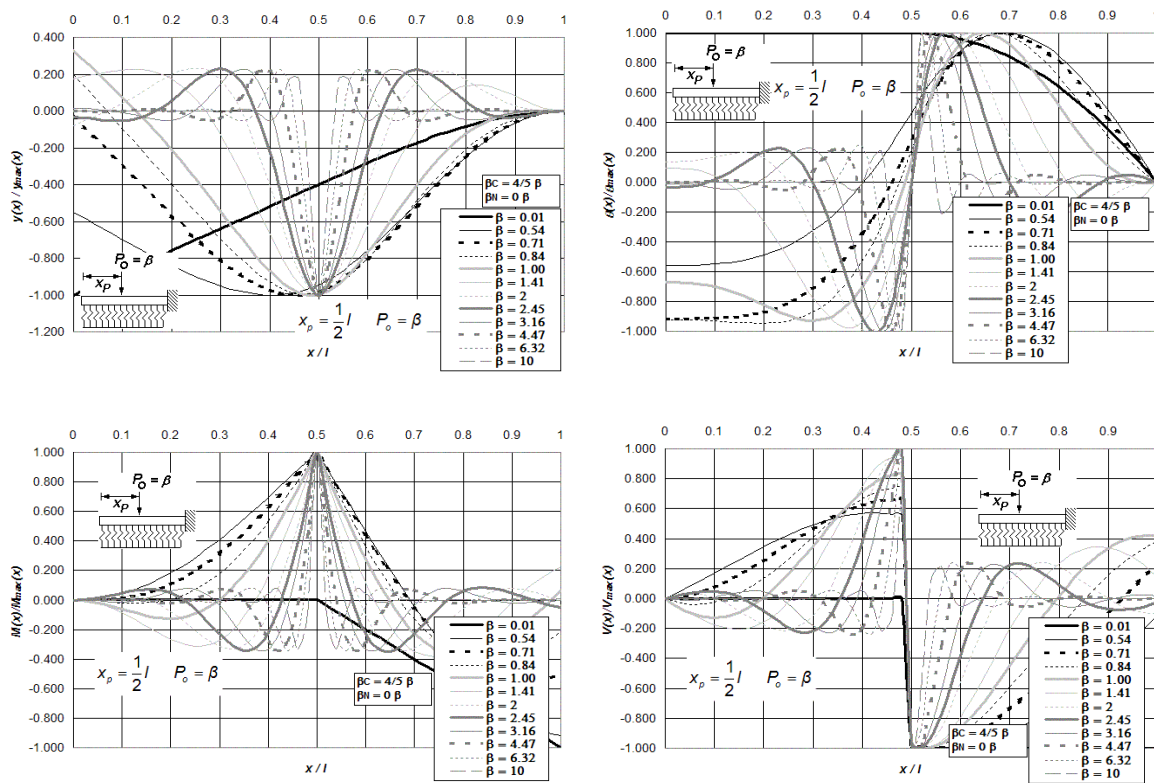 0 0.1 0.2 0.3 0.4 0.5 0.6 0.7 0.8 0.9 1
0.400
0.200
0.000
-0.200
-0.400
-0.600
-0.800
-1.000
-1.200
y(x) / ymax(x)
Po = β
xP
xp = 1/2 l Po = β
βC = 4/5 β
βN = 0 β
β = 0.01
β = 0.54
β = 0.71
β = 0.84
β = 1.00
β = 1.41
β = 2
β = 2.45
β = 3.16
β = 4.47
β = 6.32
β = 10
x / l
0 0.1 0.2 0.3 0.4 0.5 0.6 0.7 0.8 0.9 1
1.000
0.800
0.600
0.400
0.200
0.000
-0.200
-0.400
-0.600
-0.800
-1.000
Po = β
xP
xp = 1/2 l Po = β
βC = 4/5 β
βN = 0 β
β = 0.01
β = 0.54
β = 0.71
β = 0.84
β = 1.00
β = 1.41
β = 2
β = 2.45
β = 3.16
β = 4.47
β = 6.32
β = 10
x / l
0 0.1 0.2 0.3 0.4 0.5 0.6 0.7 0.8 0.9 1
1.000
0.800
0.600
0.400
0.200
0.000
-0.200
-0.400
-0.600
-0.800
-1.000
M(x)/Mmax(x)
Po = β
xP
xp = 1/2 l Po = β
βC = 4/5 β
βN = 0 β
β = 0.01
β = 0.54
β = 0.71
β = 0.84
β = 1.00
β = 1.41
β = 2
β = 2.45
β = 3.16
β = 4.47
β = 6.32
β = 10
x / l
0 0.1 0.2 0.3 0.4 0.5 0.6 0.7 0.8 0.9 1
1.000
0.800
0.600
0.400
0.200
0.000
-0.200
-0.400
-0.600
-0.800
-1.000
V(x)/Vmax(x)
Po = β
xP
xp = 1/2 l Po = β
βC = 4/5 β
βN = 0 β
β = 0.01
β = 0.54
β = 0.71
β = 0.84
β = 1.00
β = 1.41
β = 2
β = 2.45
β = 3.16
β = 4.47
β = 6.32
β = 10
x / l